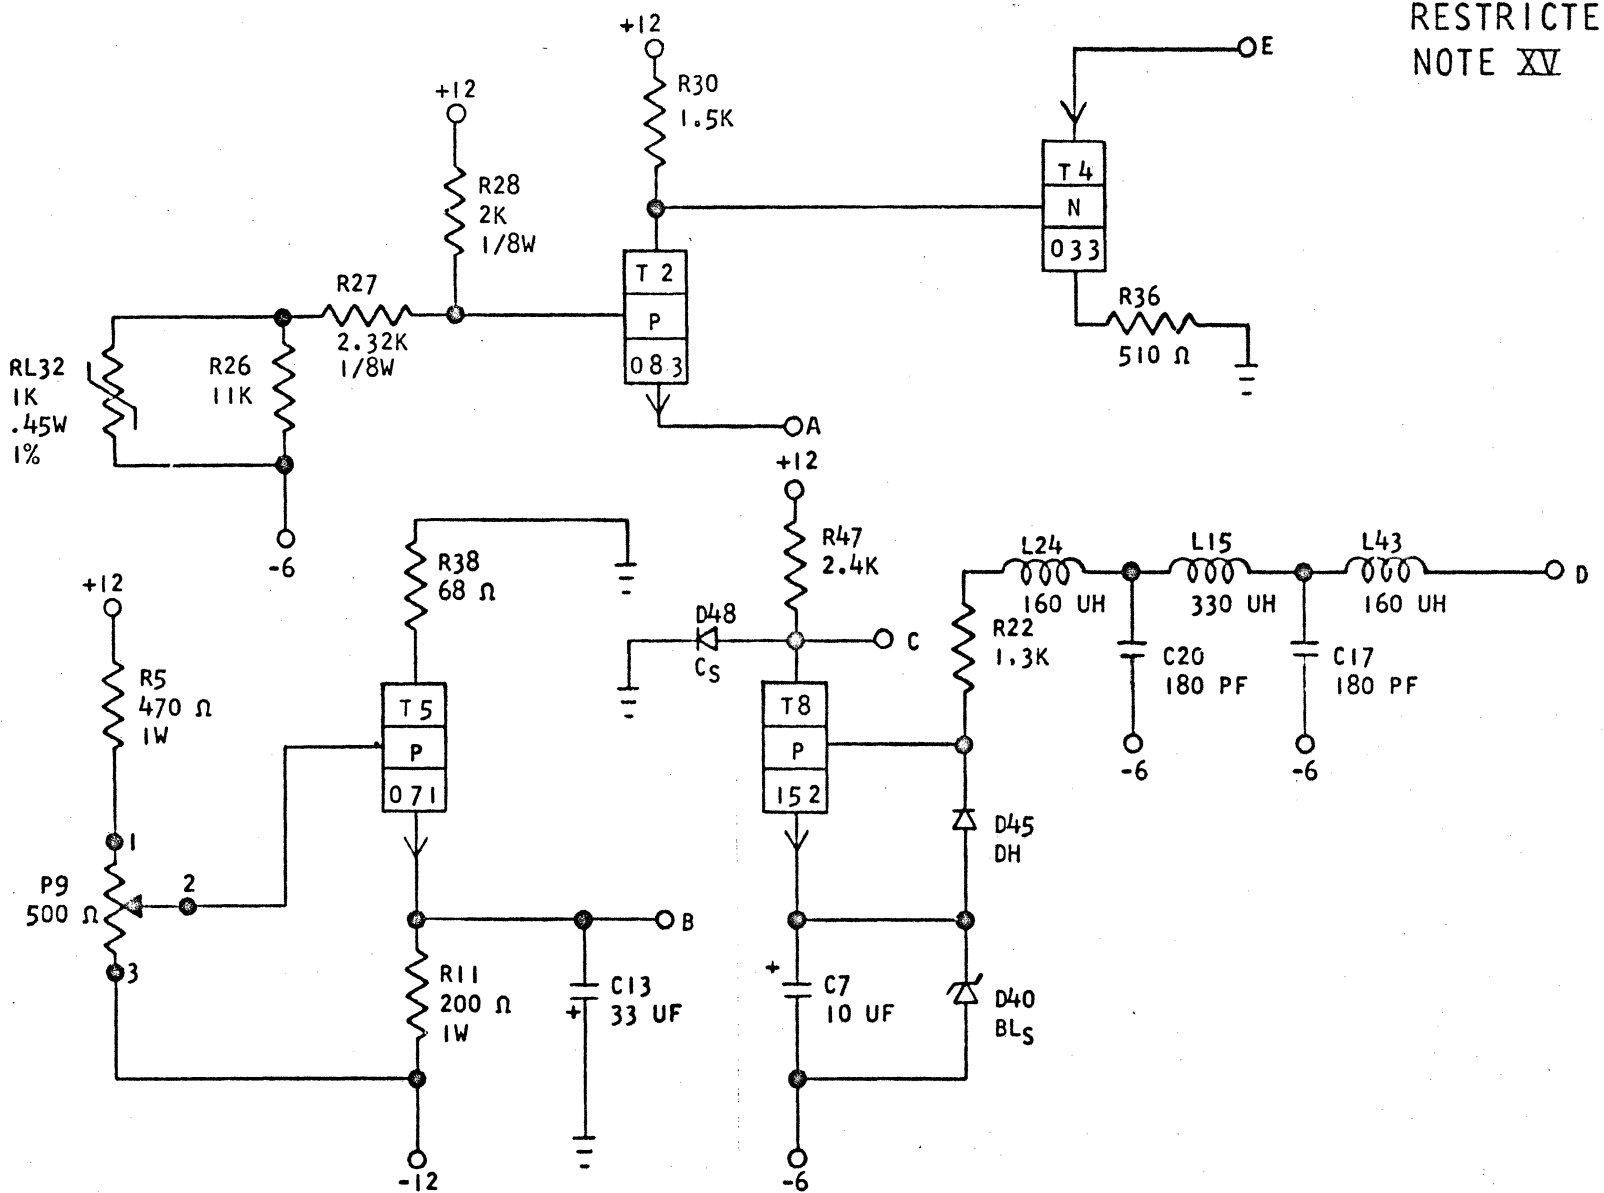 RESTRICTE
NOTE XV
+12
R30
1.5K
E
+12
R28
2K
1/8W
T4
N
033
T2
P
083
R27
2.32K
1/8W
R36
510 Ω
RL32
1K
.45W
1%
R26
11K
-6
A
+12
R47
2.4K
R38
68 Ω
D48
CS
C
L24
160 UH
L15
330 UH
L43
160 UH
D
R22
1.3K
C20
180 PF
-6
C17
180 PF
-6
+12
R5
470 Ω
1W
T5
P
071
T8
P
152
1
P9
500 Ω
2
3
D45
DH
B
R11
200 Ω
1W
C13
+
33 UF
+
C7
10 UF
D40
BLS
-12
-6